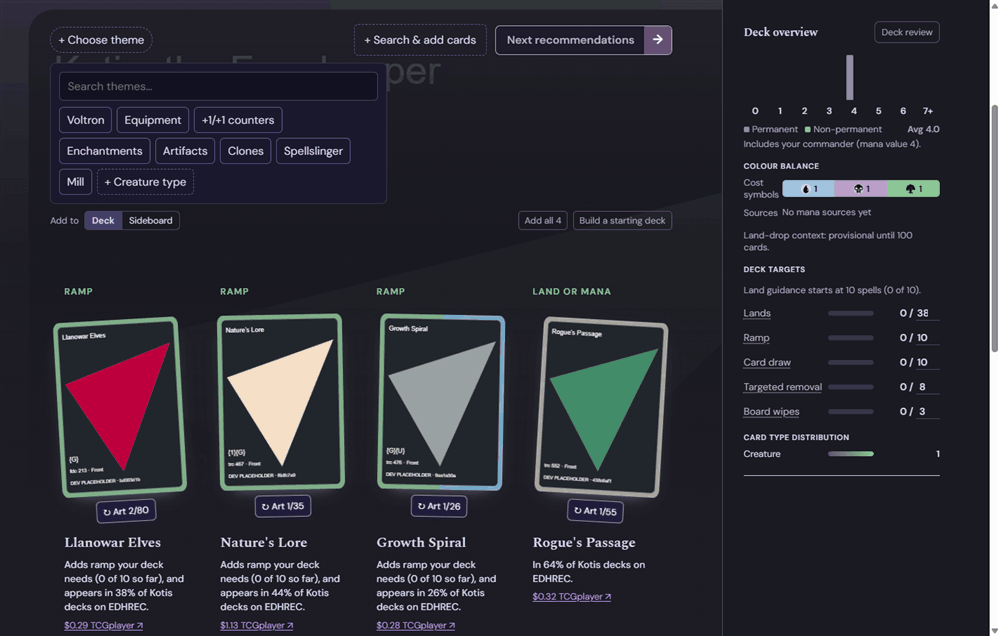 + Choose theme
+ Search & add cards
Next recommendations →
Search themes...
Voltron
Equipment
+1/+1 counters
Enchantments
Artifacts
Clones
Spellslinger
Mill
+ Creature type
Add to
Deck
Sideboard
Add all 4
Build a starting deck
RAMP
Llanowar Elves
{G}
DEV PLACEHOLDER
↻ Art 2/80
Llanowar Elves
Adds ramp your deck
needs (0 of 10 so far), and
appears in 38% of Kotis
decks on EDHREC.
$0.29 TCGplayer ↗
RAMP
Nature's Lore
{1}{G}
DEV PLACEHOLDER
↻ Art 1/35
Nature's Lore
Adds ramp your deck
needs (0 of 10 so far), and
appears in 44% of Kotis
decks on EDHREC.
$1.13 TCGplayer ↗
RAMP
Growth Spiral
{G}{U}
DEV PLACEHOLDER
↻ Art 1/26
Growth Spiral
Adds ramp your deck
needs (0 of 10 so far), and
appears in 26% of Kotis
decks on EDHREC.
$0.28 TCGplayer ↗
LAND OR MANA
Rogue's Passage
DEV PLACEHOLDER
↻ Art 1/55
Rogue's Passage
In 64% of Kotis decks on
EDHREC.
$0.32 TCGplayer ↗
Deck overview
Deck review
0 1 2 3 4 5 6 7+
Permanent Non-permanent Avg 4.0
Includes your commander (mana value 4).
COLOUR BALANCE
Cost
symbols
1 1 1
Sources No mana sources yet
Land-drop context: provisional until 100
cards.
DECK TARGETS
Land guidance starts at 10 spells (0 of 10).
Lands 0 / 38
Ramp 0 / 10
Card draw 0 / 10
Targeted removal 0 / 8
Board wipes 0 / 3
CARD TYPE DISTRIBUTION
Creature 1